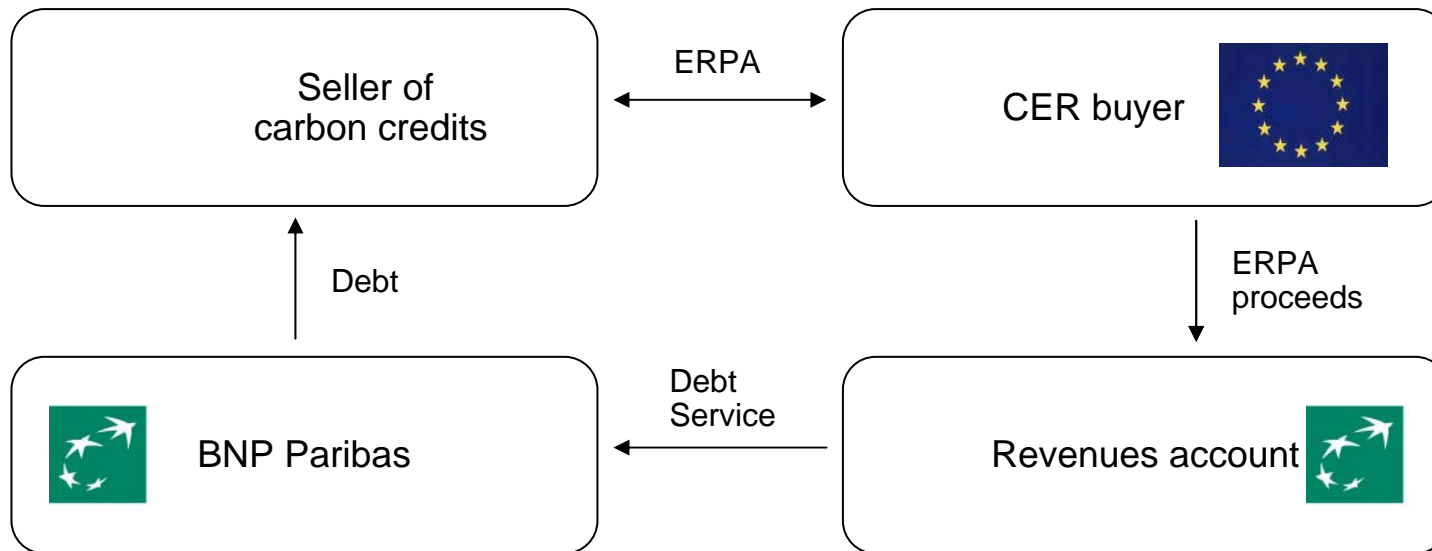 Seller of
carbon credits
ERPA
CER buyer
Debt
ERPA
proceeds
BNP Paribas
Debt
Service
Revenues account